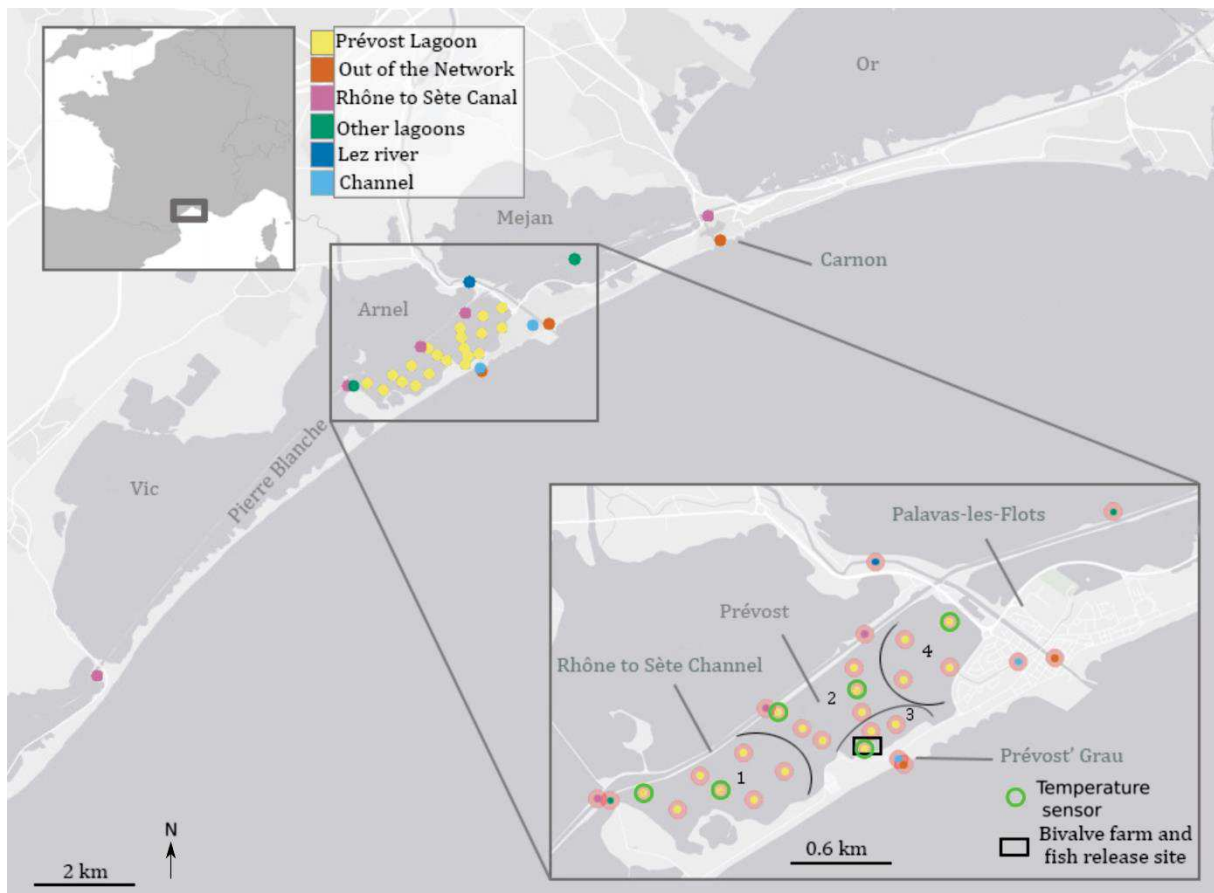 Prévost Lagoon
Out of the Network
Rhône to Sète Canal
Other lagoons
Lez river
Channel
Or
Mejan
Carnon
Arnel
Pierre Blanche
Vic
Palavas-les-Flots
Prévost
Rhône to Sète Channel
4
2
3
1
Prévost' Grau
Temperature
sensor
Bivalve farm and
fish release site
0.6 km
N
2 km